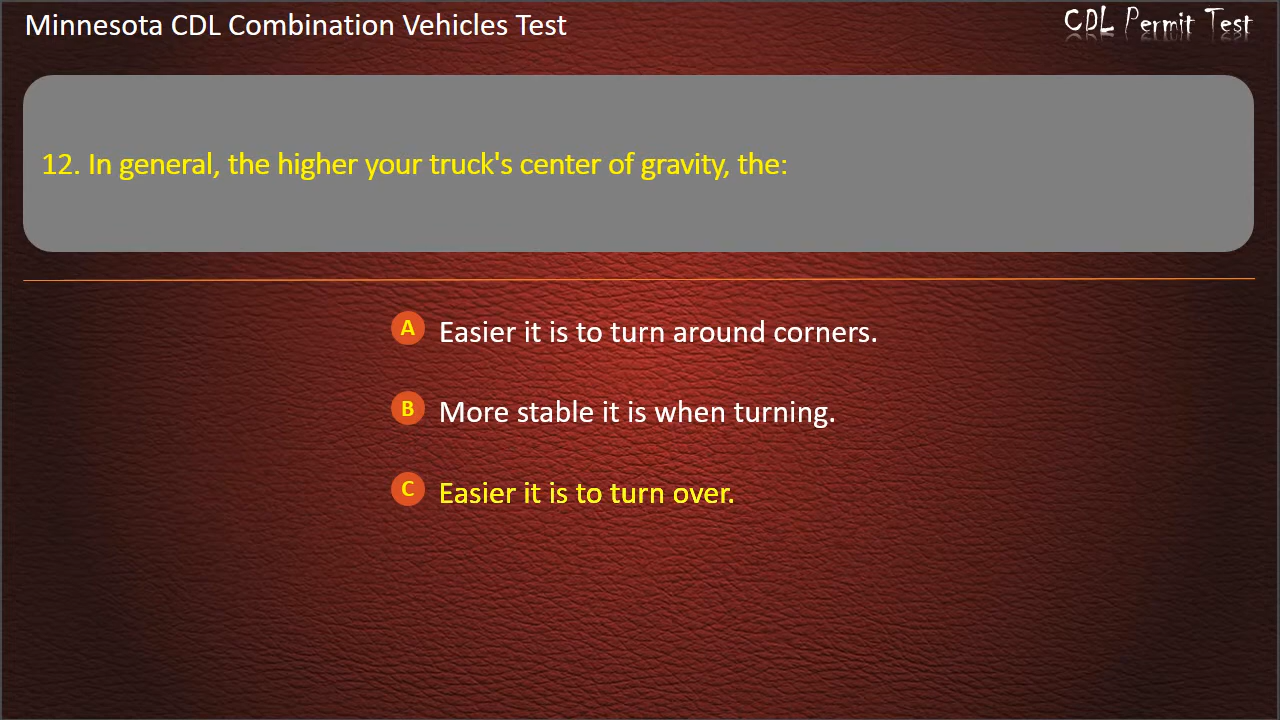 Minnesota CDL Combination Vehicles Test
CDL Permit Test
12. In general, the higher your truck's center of gravity, the:
A Easier it is to turn around corners.
B More stable it is when turning.
C Easier it is to turn over.